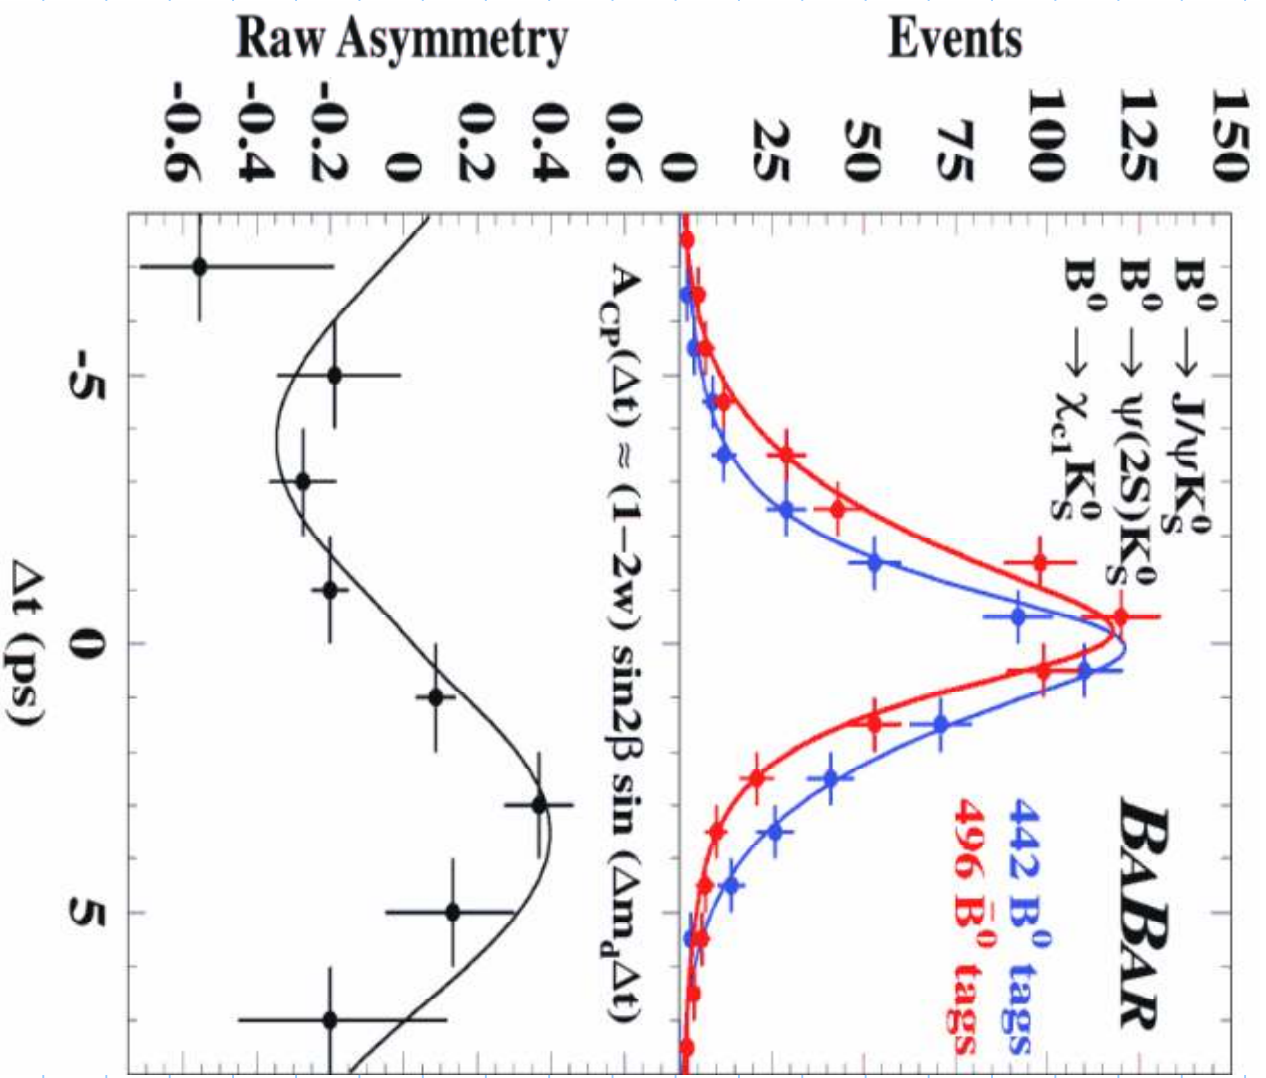 Events
150
125
100
75
50
25
0
B⁰ → J/ψK⁰S
B⁰ → ψ(2S)K⁰S
B⁰ → χc1K⁰S
BABAR
442 B⁰ tags
496 B̄⁰ tags
Raw Asymmetry
0.6
0.4
0.2
0
-0.2
-0.4
-0.6
ACP(Δt) ≈ (1−2w) sin2β sin (ΔmdΔt)
-5
0
5
Δt (ps)